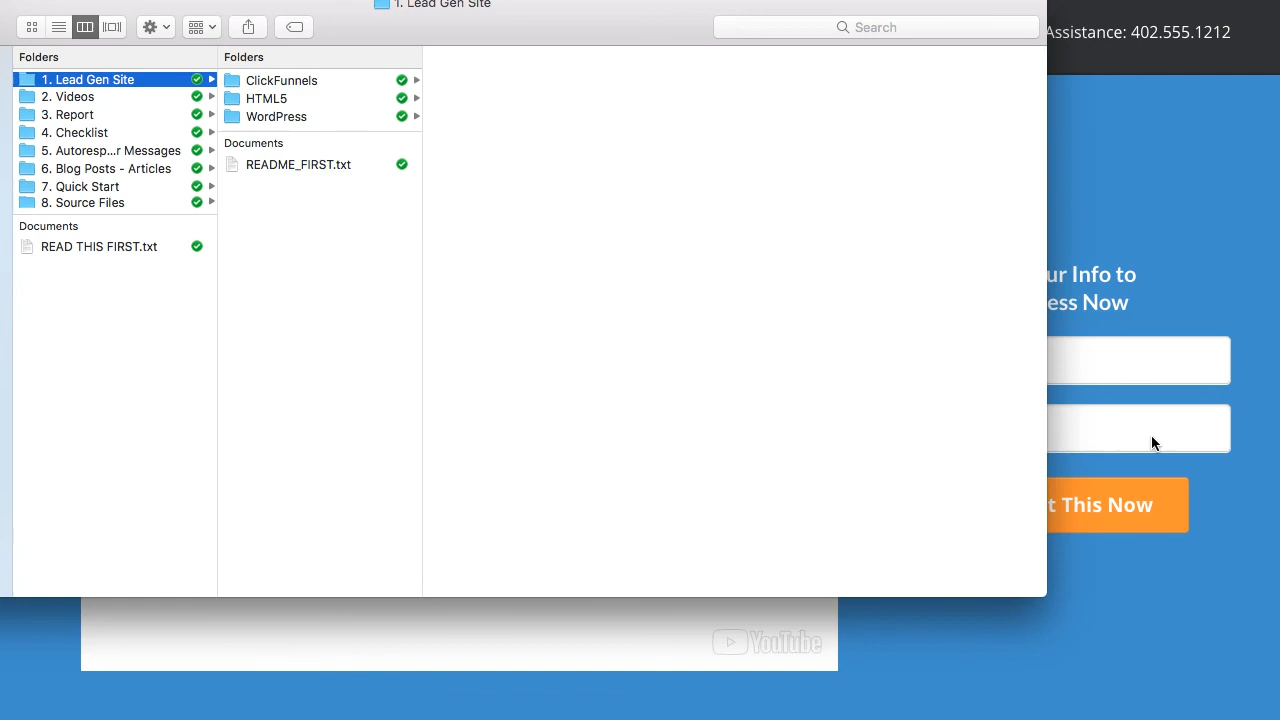 1. Lead Gen Site
Search
Assistance: 402.555.1212
Folders
1. Lead Gen Site
2. Videos
3. Report
4. Checklist
5. Autoresp...r Messages
6. Blog Posts - Articles
7. Quick Start
8. Source Files
Documents
READ THIS FIRST.txt
Folders
ClickFunnels
HTML5
WordPress
Documents
README_FIRST.txt
ur Info to
ess Now
t This Now
YouTube